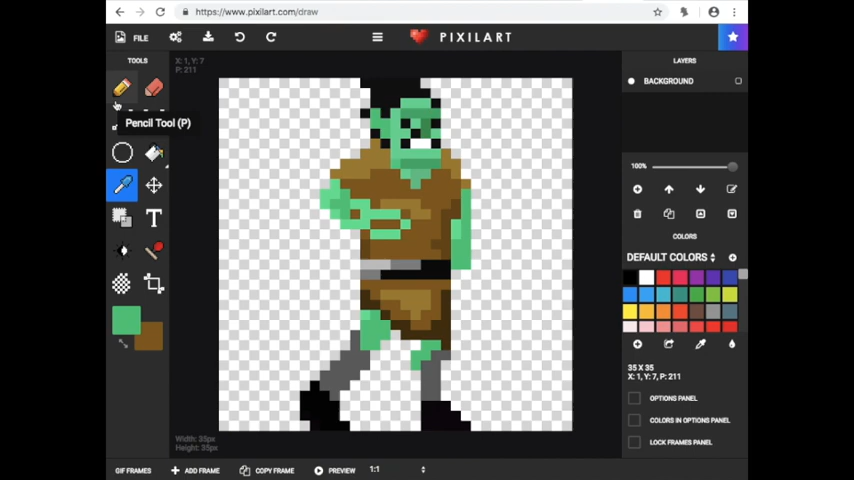 https://www.pixilart.com/draw
FILE
PIXILART
TOOLS
X: 1, Y: 7
P: 211
Pencil Tool (P)
T
Width: 35px
Height: 35px
LAYERS
BACKGROUND
100%
COLORS
DEFAULT COLORS
35 X 35
X: 1, Y: 7, P: 211
OPTIONS PANEL
COLORS IN OPTIONS PANEL
LOCK FRAMES PANEL
GIF FRAMES
ADD FRAME
COPY FRAME
PREVIEW
1:1